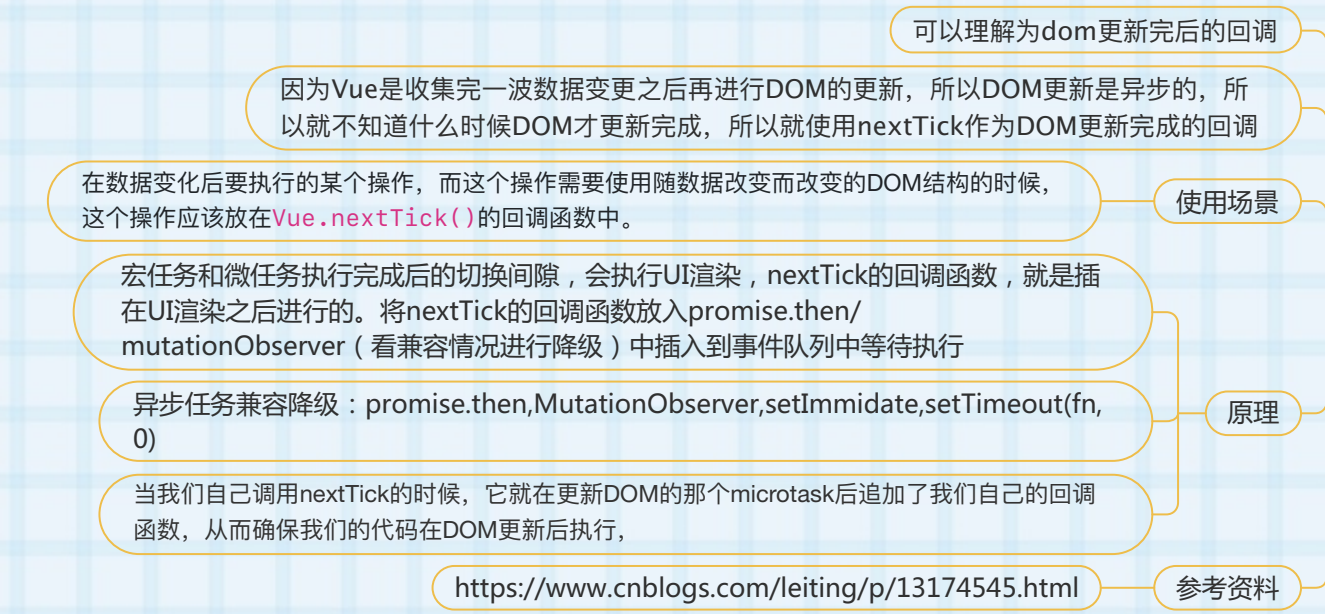 可以理解为dom更新完后的回调
因为Vue是收集完一波数据变更之后再进行DOM的更新，所以DOM更新是异步的，所
以就不知道什么时候DOM才更新完成，所以就使用nextTick作为DOM更新完成的回调
在数据变化后要执行的某个操作，而这个操作需要使用随数据改变而改变的DOM结构的时候，
这个操作应该放在Vue.nextTick()的回调函数中。
使用场景
宏任务和微任务执行完成后的切换间隙，会执行UI渲染，nextTick的回调函数，就是插
在UI渲染之后进行的。将nextTick的回调函数放入promise.then/
mutationObserver（看兼容情况进行降级）中插入到事件队列中等待执行
异步任务兼容降级：promise.then,MutationObserver,setImmidate,setTimeout(fn,
0)
原理
当我们自己调用nextTick的时候，它就在更新DOM的那个microtask后追加了我们自己的回调
函数，从而确保我们的代码在DOM更新后执行，
https://www.cnblogs.com/leiting/p/13174545.html
参考资料